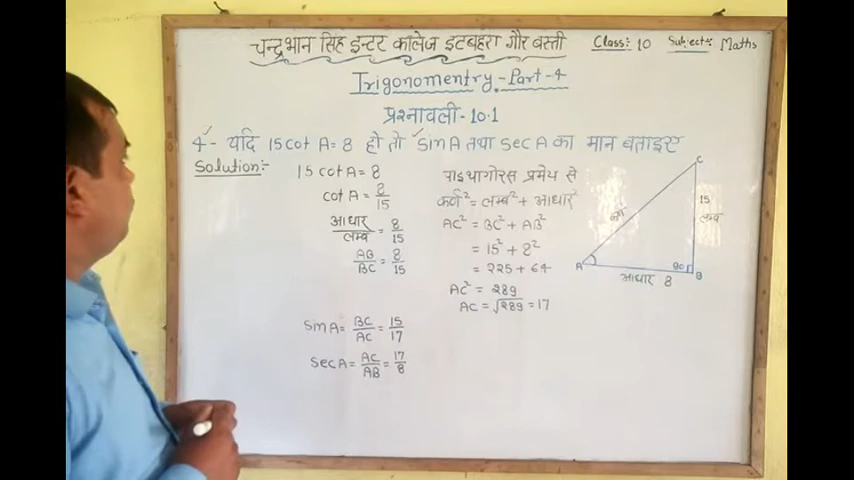 चन्द्रभान सिंह इन्टर कॉलेज इटबहरा गौर बस्ती
Class: 10 Subject: Maths
Trigonomentry - Part - 4
प्रश्नावली - 10.1
4 - यदि 15 cot A = 8 हो तो sin A तथा sec A का मान बताइए
Solution:-
15 cot A = 8
cot A = 8/15
आधार/लम्ब = 8/15
AB/BC = 8/15
sin A = BC/AC = 15/17
sec A = AC/AB = 17/8
पाइथागोरस प्रमेय से
कर्ण² = लम्ब² + आधार²
AC² = BC² + AB²
= 15² + 8²
= 225 + 64
AC² = 289
AC = √289 = 17
C
कर्ण
15
लम्ब
A
90
B
आधार 8